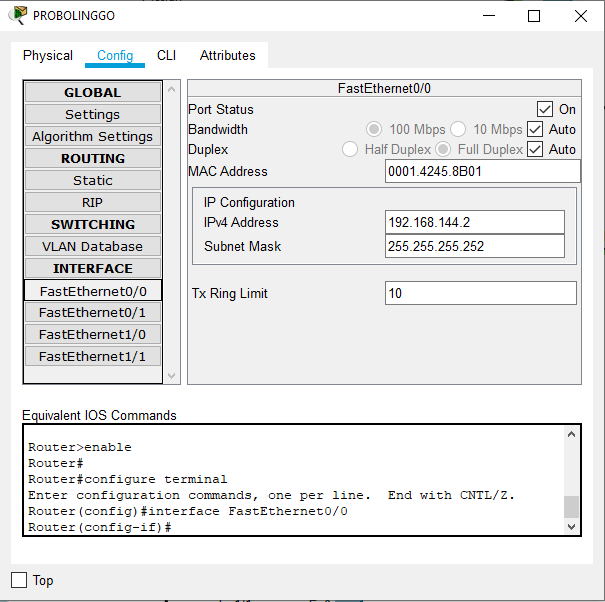 PROBOLINGGO
Physical Config CLI Attributes
GLOBAL
Settings
Algorithm Settings
ROUTING
Static
RIP
SWITCHING
VLAN Database
INTERFACE
FastEthernet0/0
FastEthernet0/1
FastEthernet1/0
FastEthernet1/1
FastEthernet0/0
Port Status On
Bandwidth 100 Mbps 10 Mbps Auto
Duplex Half Duplex Full Duplex Auto
MAC Address 0001.4245.8B01
IP Configuration
IPv4 Address 192.168.144.2
Subnet Mask 255.255.255.252
Tx Ring Limit 10
Equivalent IOS Commands
Router>enable
Router#
Router#configure terminal
Enter configuration commands, one per line. End with CNTL/Z.
Router(config)#interface FastEthernet0/0
Router(config-if)#
Top